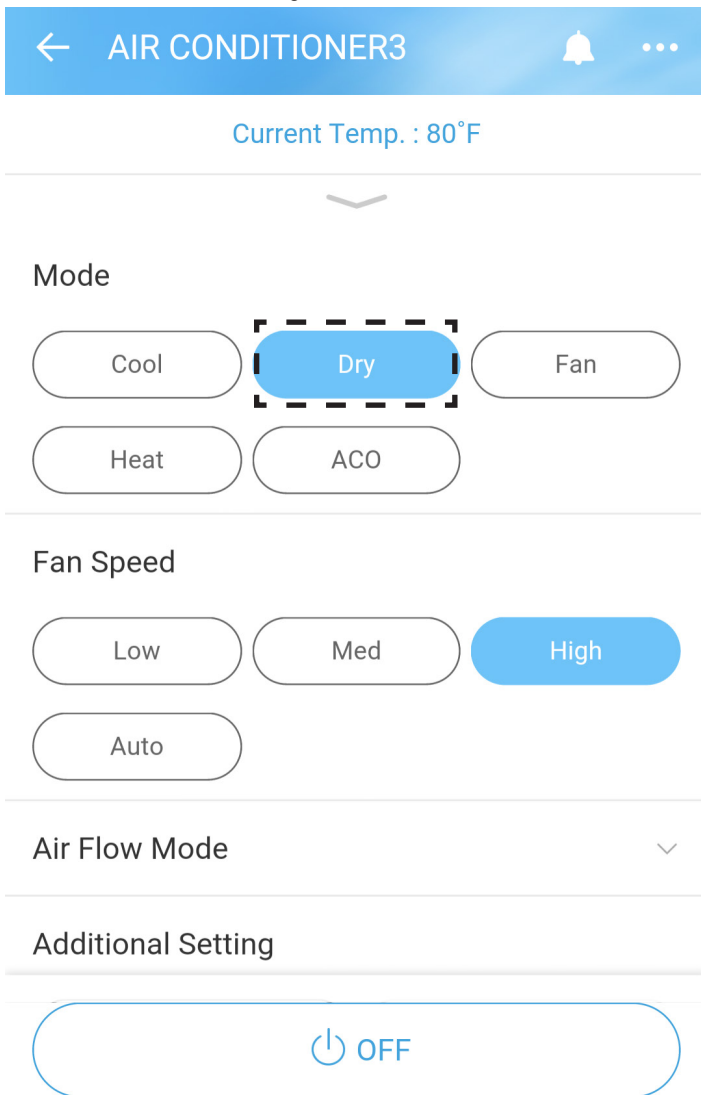 AIR CONDITIONER3
Current Temp. : 80°F
Mode
Cool Dry Fan
Heat ACO
Fan Speed
Low Med High
Auto
Air Flow Mode
Additional Setting
OFF